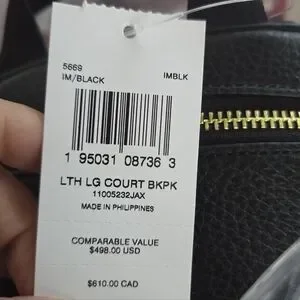 5669
IM/BLACK IMBLK
1 95031 08736 3
LTH LG COURT BKPK
11005232JAX
MADE IN PHILIPPINES
COMPARABLE VALUE
$498.00 USD
$610.00 CAD